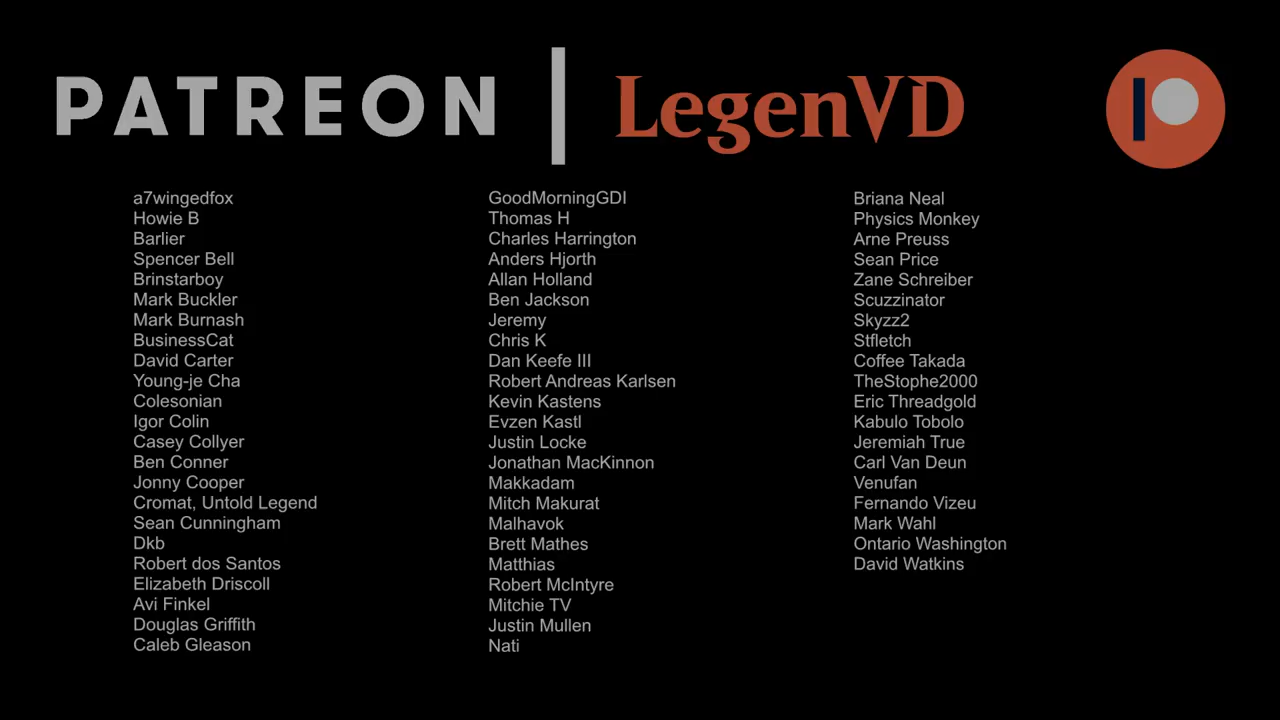 PATREON | LegenVD
a7wingedfox
Howie B
Barlier
Spencer Bell
Brinstarboy
Mark Buckler
Mark Burnash
BusinessCat
David Carter
Young-je Cha
Colesonian
Igor Colin
Casey Collyer
Ben Conner
Jonny Cooper
Cromat, Untold Legend
Sean Cunningham
Dkb
Robert dos Santos
Elizabeth Driscoll
Avi Finkel
Douglas Griffith
Caleb Gleason
GoodMorningGDI
Thomas H
Charles Harrington
Anders Hjorth
Allan Holland
Ben Jackson
Jeremy
Chris K
Dan Keefe III
Robert Andreas Karlsen
Kevin Kastens
Evzen Kastl
Justin Locke
Jonathan MacKinnon
Makkadam
Mitch Makurat
Malhavok
Brett Mathes
Matthias
Robert McIntyre
Mitchie TV
Justin Mullen
Nati
Briana Neal
Physics Monkey
Arne Preuss
Sean Price
Zane Schreiber
Scuzzinator
Skyzz2
Stfletch
Coffee Takada
TheStophe2000
Eric Threadgold
Kabulo Tobolo
Jeremiah True
Carl Van Deun
Venufan
Fernando Vizeu
Mark Wahl
Ontario Washington
David Watkins